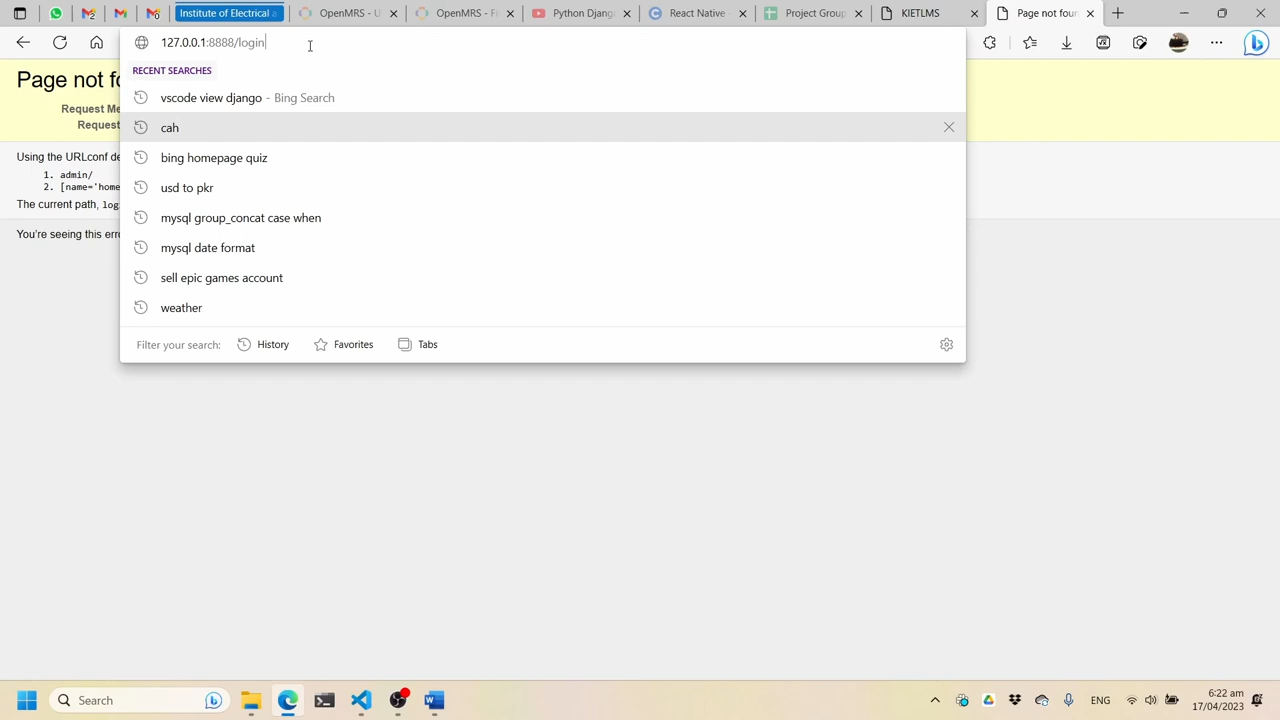 Institute of Electrical a
OpenMRS - U
OpenMRS - F
Python Djang
React Native -
Project Group
KIETLMS
Page not foun
127.0.0.1:8888/login
RECENT SEARCHES
vscode view django - Bing Search
cah
bing homepage quiz
usd to pkr
mysql group_concat case when
mysql date format
sell epic games account
weather
Filter your search:
History
Favorites
Tabs
Page not fo
Request Me
Request
Using the URLconf de
1. admin/
2. [name='home
The current path, log
You're seeing this erro
Search
ENG
6:22 am
17/04/2023